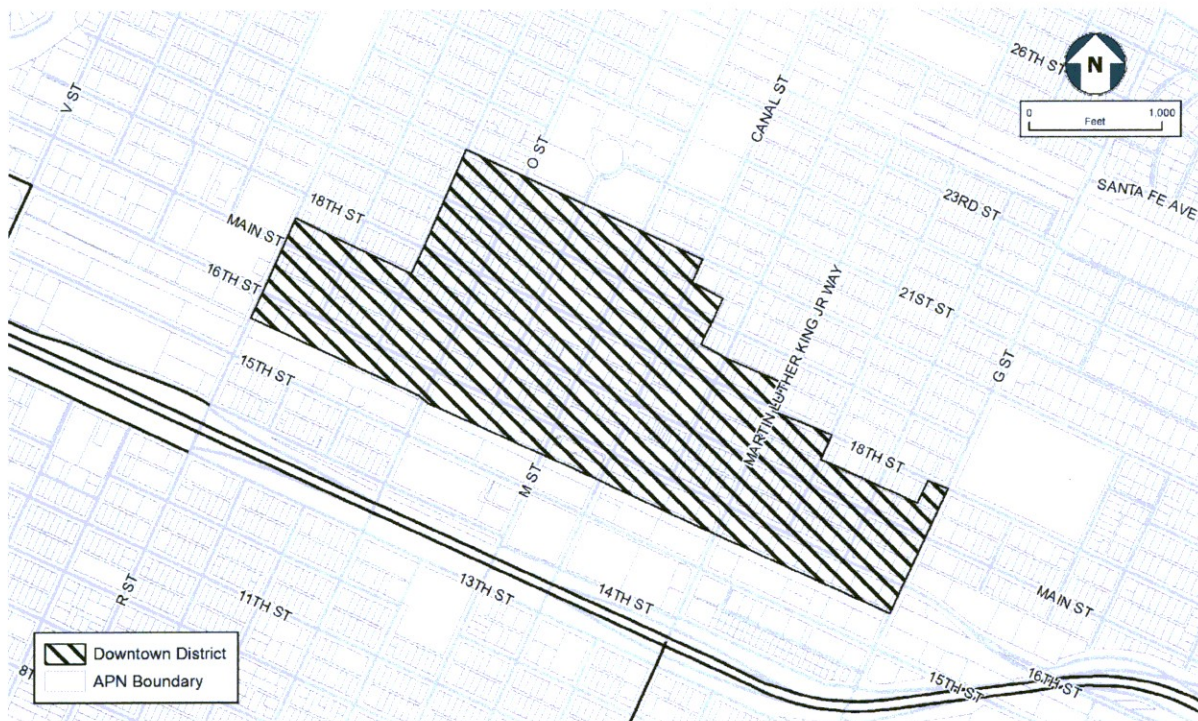 26TH ST
N
0 1,000
Feet
V ST
CANAL ST
O ST
SANTA FE AVE
23RD ST
18TH ST
MAIN ST
16TH ST
21ST ST
MARTIN LUTHER KING JR WAY
G ST
15TH ST
18TH ST
M ST
R ST
11TH ST
13TH ST
14TH ST
MAIN ST
Downtown District
APN Boundary
8T
15TH ST
16TH ST